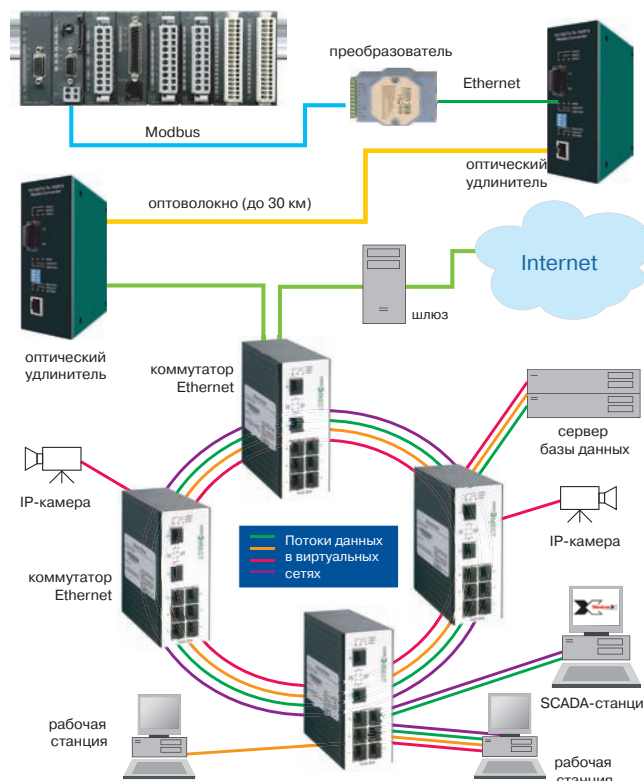 преобразователь
Ethernet
Modbus
оптический
удлинитель
оптоволокно (до 30 км)
Internet
шлюз
оптический
удлинитель
коммутатор
Ethernet
сервер
базы данных
IP-камера
IP-камера
Потоки данных
в виртуальных
сетях
коммутатор
Ethernet
SCADA-станци
рабочая
станция
рабочая
станция